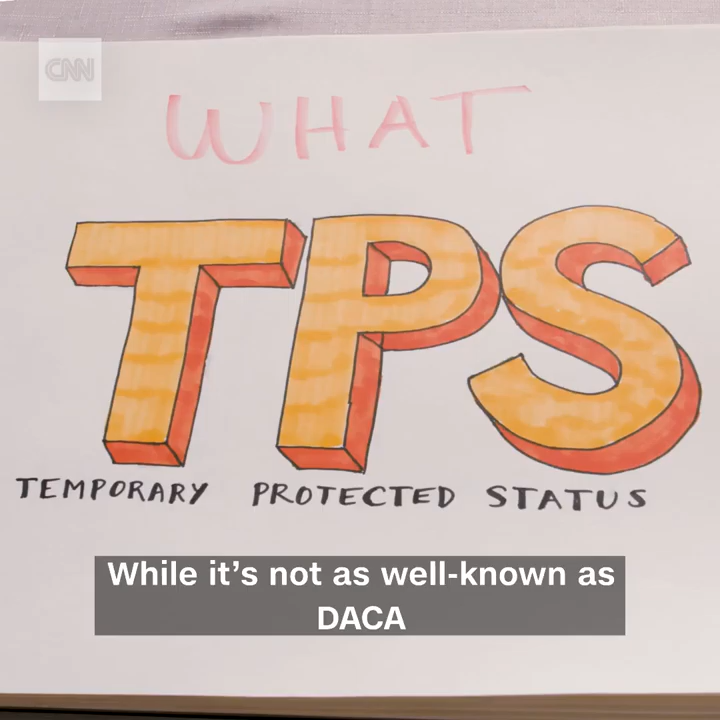 CNN
WHAT
TPS
TEMPORARY PROTECTED STATUS
While it's not as well-known as
DACA